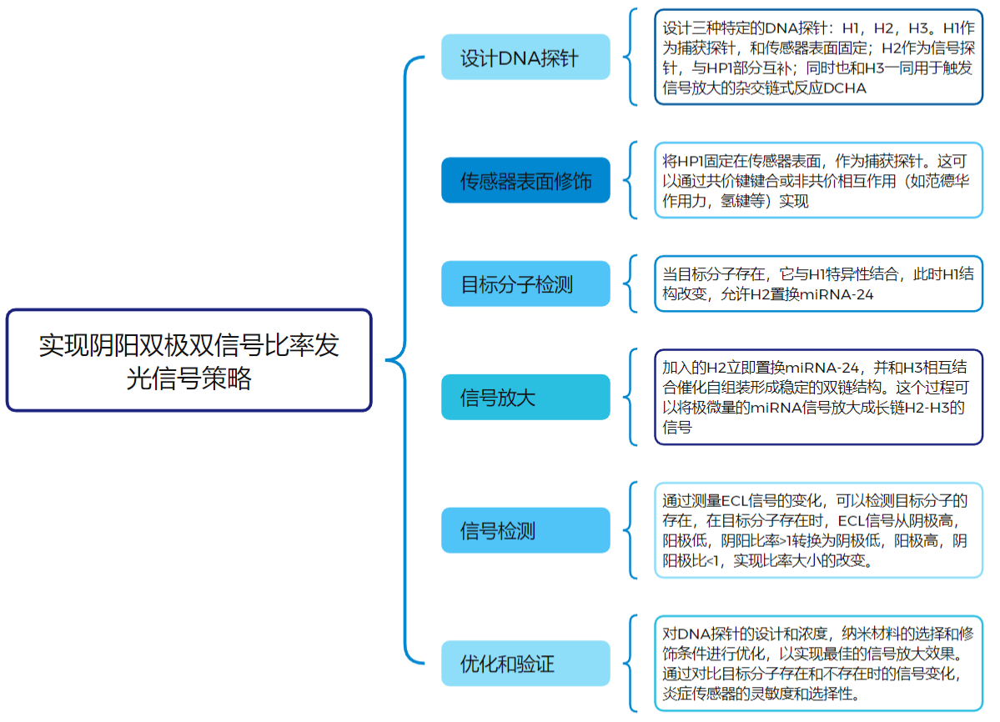 实现阴阳双极双信号比率发
光信号策略
设计DNA探针
设计三种特定的DNA探针：H1，H2，H3。H1作
为捕获探针，和传感器表面固定；H2作为信号探
针，与HP1部分互补；同时也和H3一同用于触发
信号放大的杂交链式反应DCHA
传感器表面修饰
将HP1固定在传感器表面，作为捕获探针。这可
以通过共价键键合或非共价相互作用（如范德华
作用力，氢键等）实现
目标分子检测
当目标分子存在，它与H1特异性结合，此时H1结
构改变，允许H2置换miRNA-24
信号放大
加入的H2立即置换miRNA-24，并和H3相互结
合催化自组装形成稳定的双链结构。这个过程可
以将极微量的miRNA信号放大成长链H2-H3的
信号
信号检测
通过测量ECL信号的变化，可以检测目标分子的
存在，在目标分子存在时，ECL信号从阴极高，
阳极低，阴阳比率>1转换为阴极低，阳极高，阴
阳极比<1，实现比率大小的改变。
优化和验证
对DNA探针的设计和浓度，纳米材料的选择和修
饰条件进行优化，以实现最佳的信号放大效果。
通过对比目标分子存在和不存在时的信号变化，
炎症传感器的灵敏度和选择性。